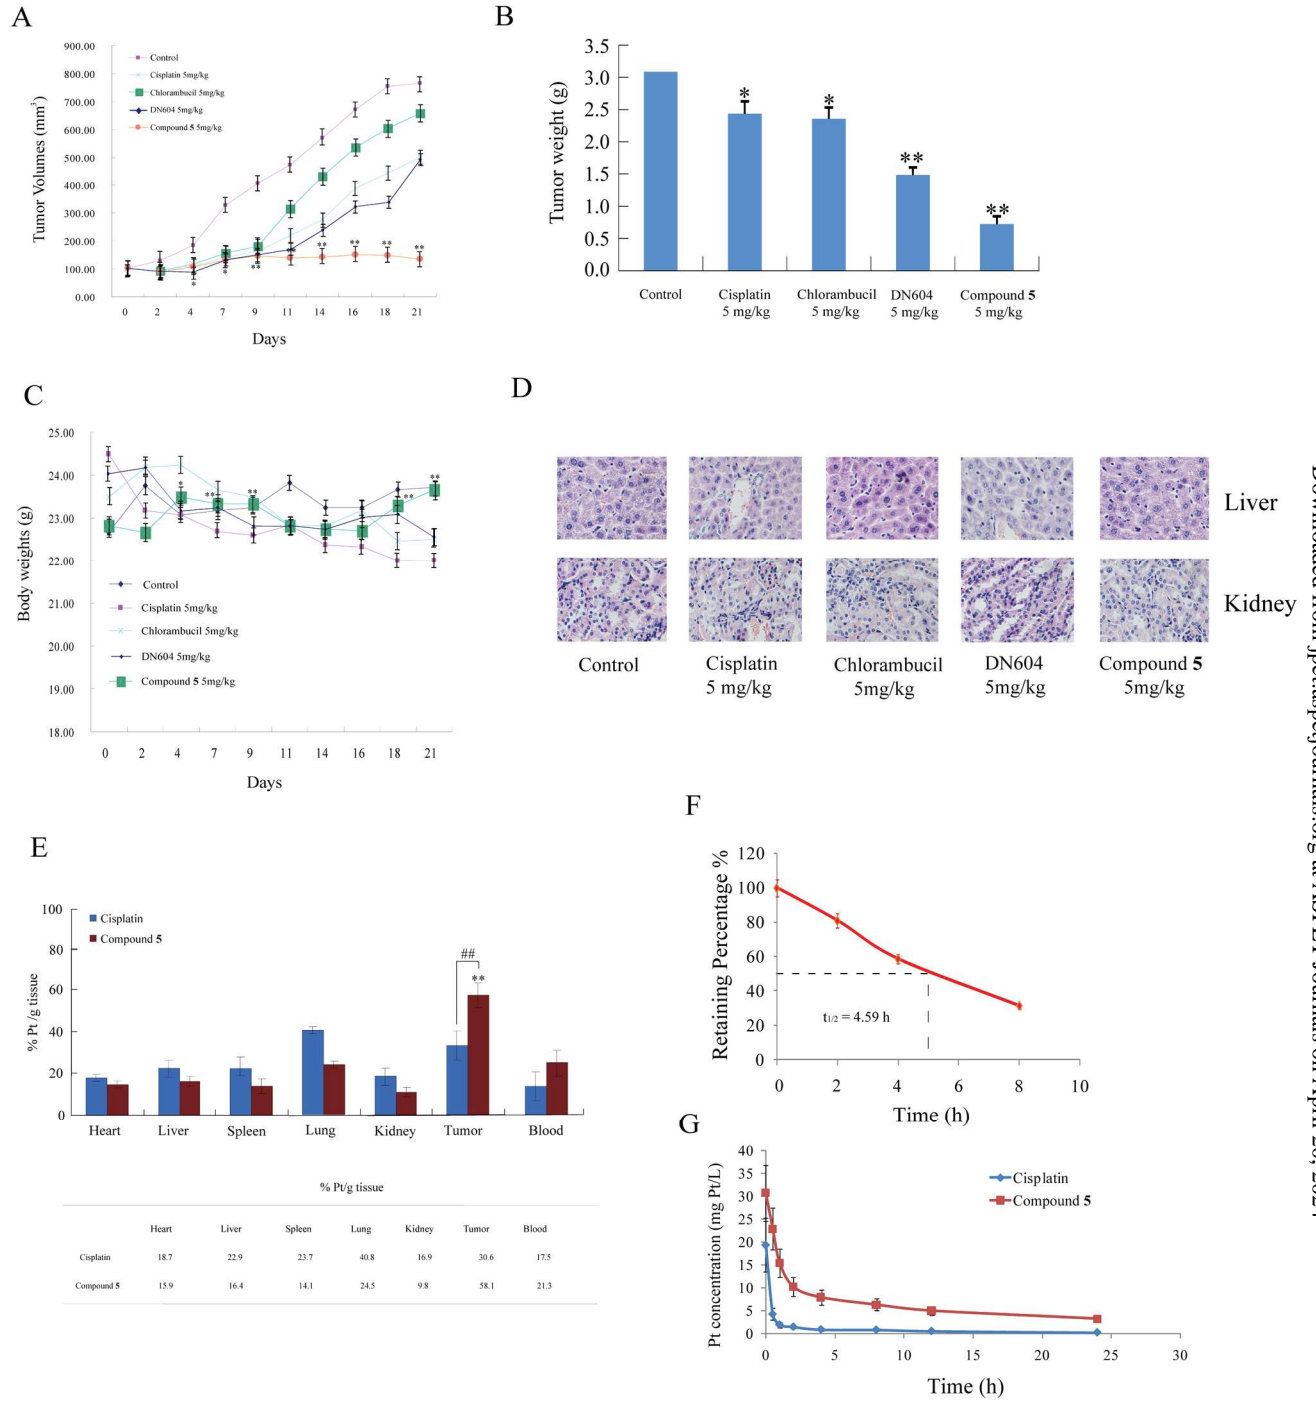 A
900.00
800.00
700.00
600.00
500.00
400.00
300.00
200.00
100.00
0.00
Tumor Volumes (mm³)
Control
Cisplatin 5mg/kg
Chlorambucil 5mg/kg
DN604 5mg/kg
Compound 5 5mg/kg
* * ** ** ** ** ** ** **
0 2 4 7 9 11 14 16 18 21
Days
B
3.5
3.0
2.5
2.0
1.5
1.0
0.5
0.0
Tumor weight (g)
* * ** **
Control Cisplatin Chlorambucil DN604 Compound 5
5 mg/kg 5 mg/kg 5 mg/kg 5 mg/kg
C
25.00
24.00
23.00
22.00
21.00
20.00
19.00
18.00
Body weights (g)
* ** ** ** **
Control
Cisplatin 5mg/kg
Chlorambucil 5mg/kg
DN604 5mg/kg
Compound 5 5mg/kg
0 2 4 7 9 11 14 16 18 21
Days
D
Liver
Kidney
Control Cisplatin Chlorambucil DN604 Compound 5
5 mg/kg 5mg/kg 5mg/kg 5mg/kg
E
100
80
60
40
20
0
% Pt /g tissue
Cisplatin
Compound 5
##
**
Heart Liver Spleen Lung Kidney Tumor Blood
% Pt/g tissue
Heart Liver Spleen Lung Kidney Tumor Blood
Cisplatin 18.7 22.9 23.7 40.8 16.9 30.6 17.5
Compound 5 15.9 16.4 14.1 24.5 9.8 58.1 21.3
F
120
100
80
60
40
20
0
Retaining Percentage %
t1/2 = 4.59 h
0 2 4 6 8 10
Time (h)
G
40
35
30
25
20
15
10
5
0
Pt concentration (mg Pt/L)
Cisplatin
Compound 5
0 5 10 15 20 25 30
Time (h)